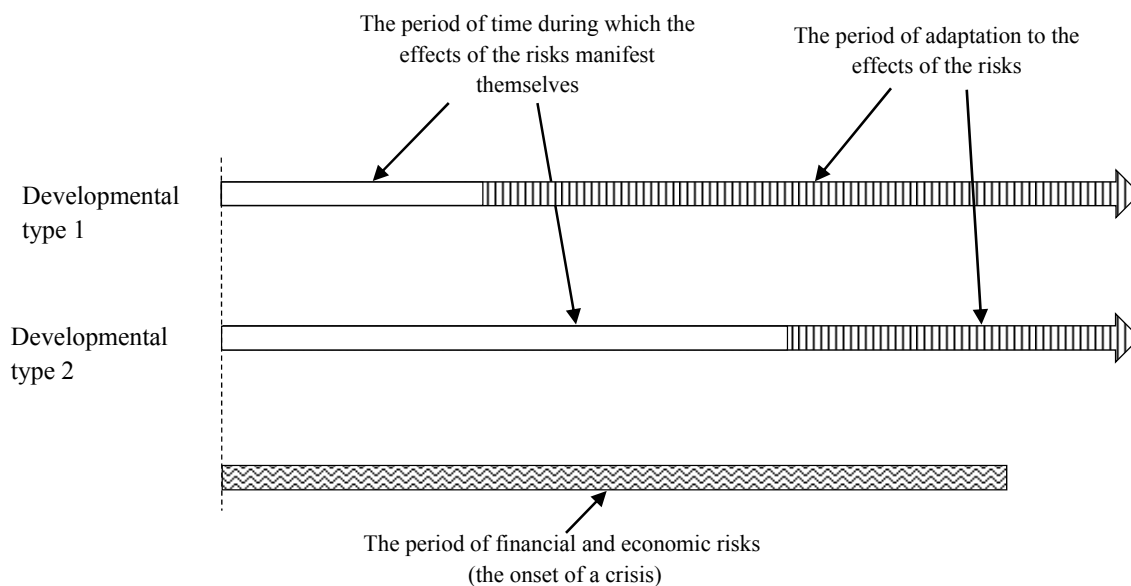 The period of time during which the
effects of the risks manifest
themselves
The period of adaptation to the
effects of the risks
Developmental
type 1
Developmental
type 2
The period of financial and economic risks
(the onset of a crisis)